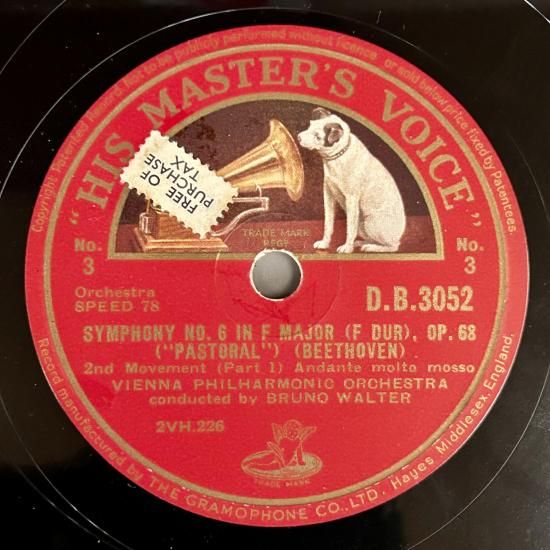 Copyright. Patented Record. Not to be publicly performed without licence or sold below price fixed by Patentees.
"HIS MASTER'S VOICE"
FREE OF
PURCHASE
TAX
TRADE MARK
REGD
No. 3
No. 3
Orchestra
SPEED 78
D.B.3052
SYMPHONY NO. 6 IN F MAJOR (F DUR), OP. 68
("PASTORAL") (BEETHOVEN)
2nd Movement (Part 1) Andante molto mosso
VIENNA PHILHARMONIC ORCHESTRA
conducted by BRUNO WALTER
2VH.226
TRADE MARK
Record manufactured by THE GRAMOPHONE CO., LTD. Hayes Middlesex, England.